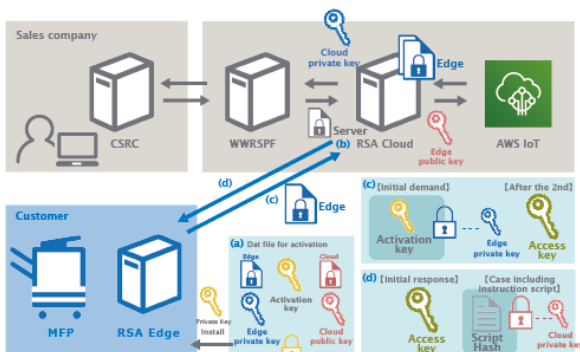 Sales company
Cloud
private key
Edge
CSRC
WWRSPF
Server
(b)
RSA Cloud
Edge
public key
AWS IoT
(d)
(c)
Edge
Customer
MFP
RSA Edge
Private Key
Install
(a) Dat file for activation
Edge
Cloud
Activation
key
Edge
private key
Cloud
public key
(c)
【Initial demand】
【After the 2nd】
Activation
key
Edge
private key
Access
key
(d)
【Initial response】
【Case including
instruction script】
Access
key
Script
Hash
Cloud
private key